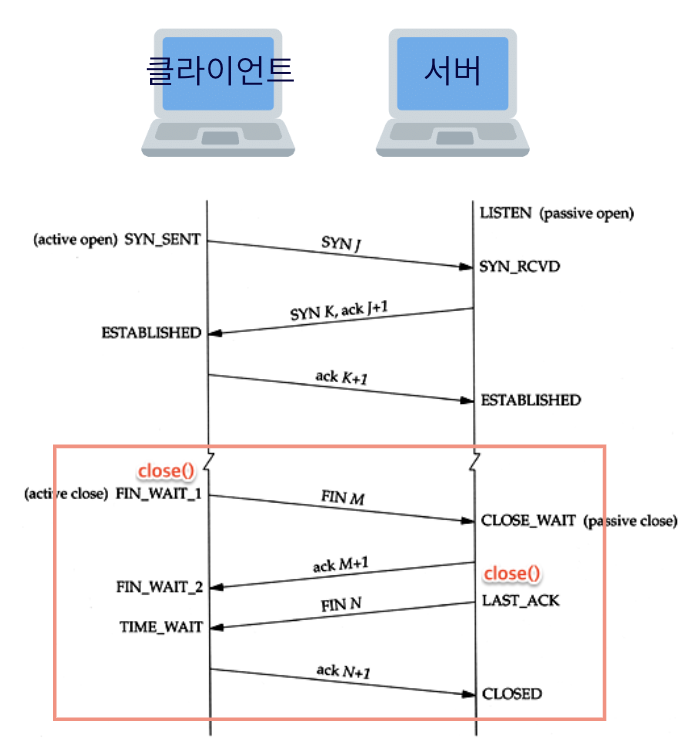 클라이언트
서버
LISTEN (passive open)
(active open) SYN_SENT
SYN J
SYN_RCVD
SYN K, ack J+1
ESTABLISHED
ack K+1
ESTABLISHED
close()
(active close) FIN_WAIT_1
FIN M
CLOSE_WAIT (passive close)
ack M+1
close()
FIN_WAIT_2
FIN N
LAST_ACK
TIME_WAIT
ack N+1
CLOSED